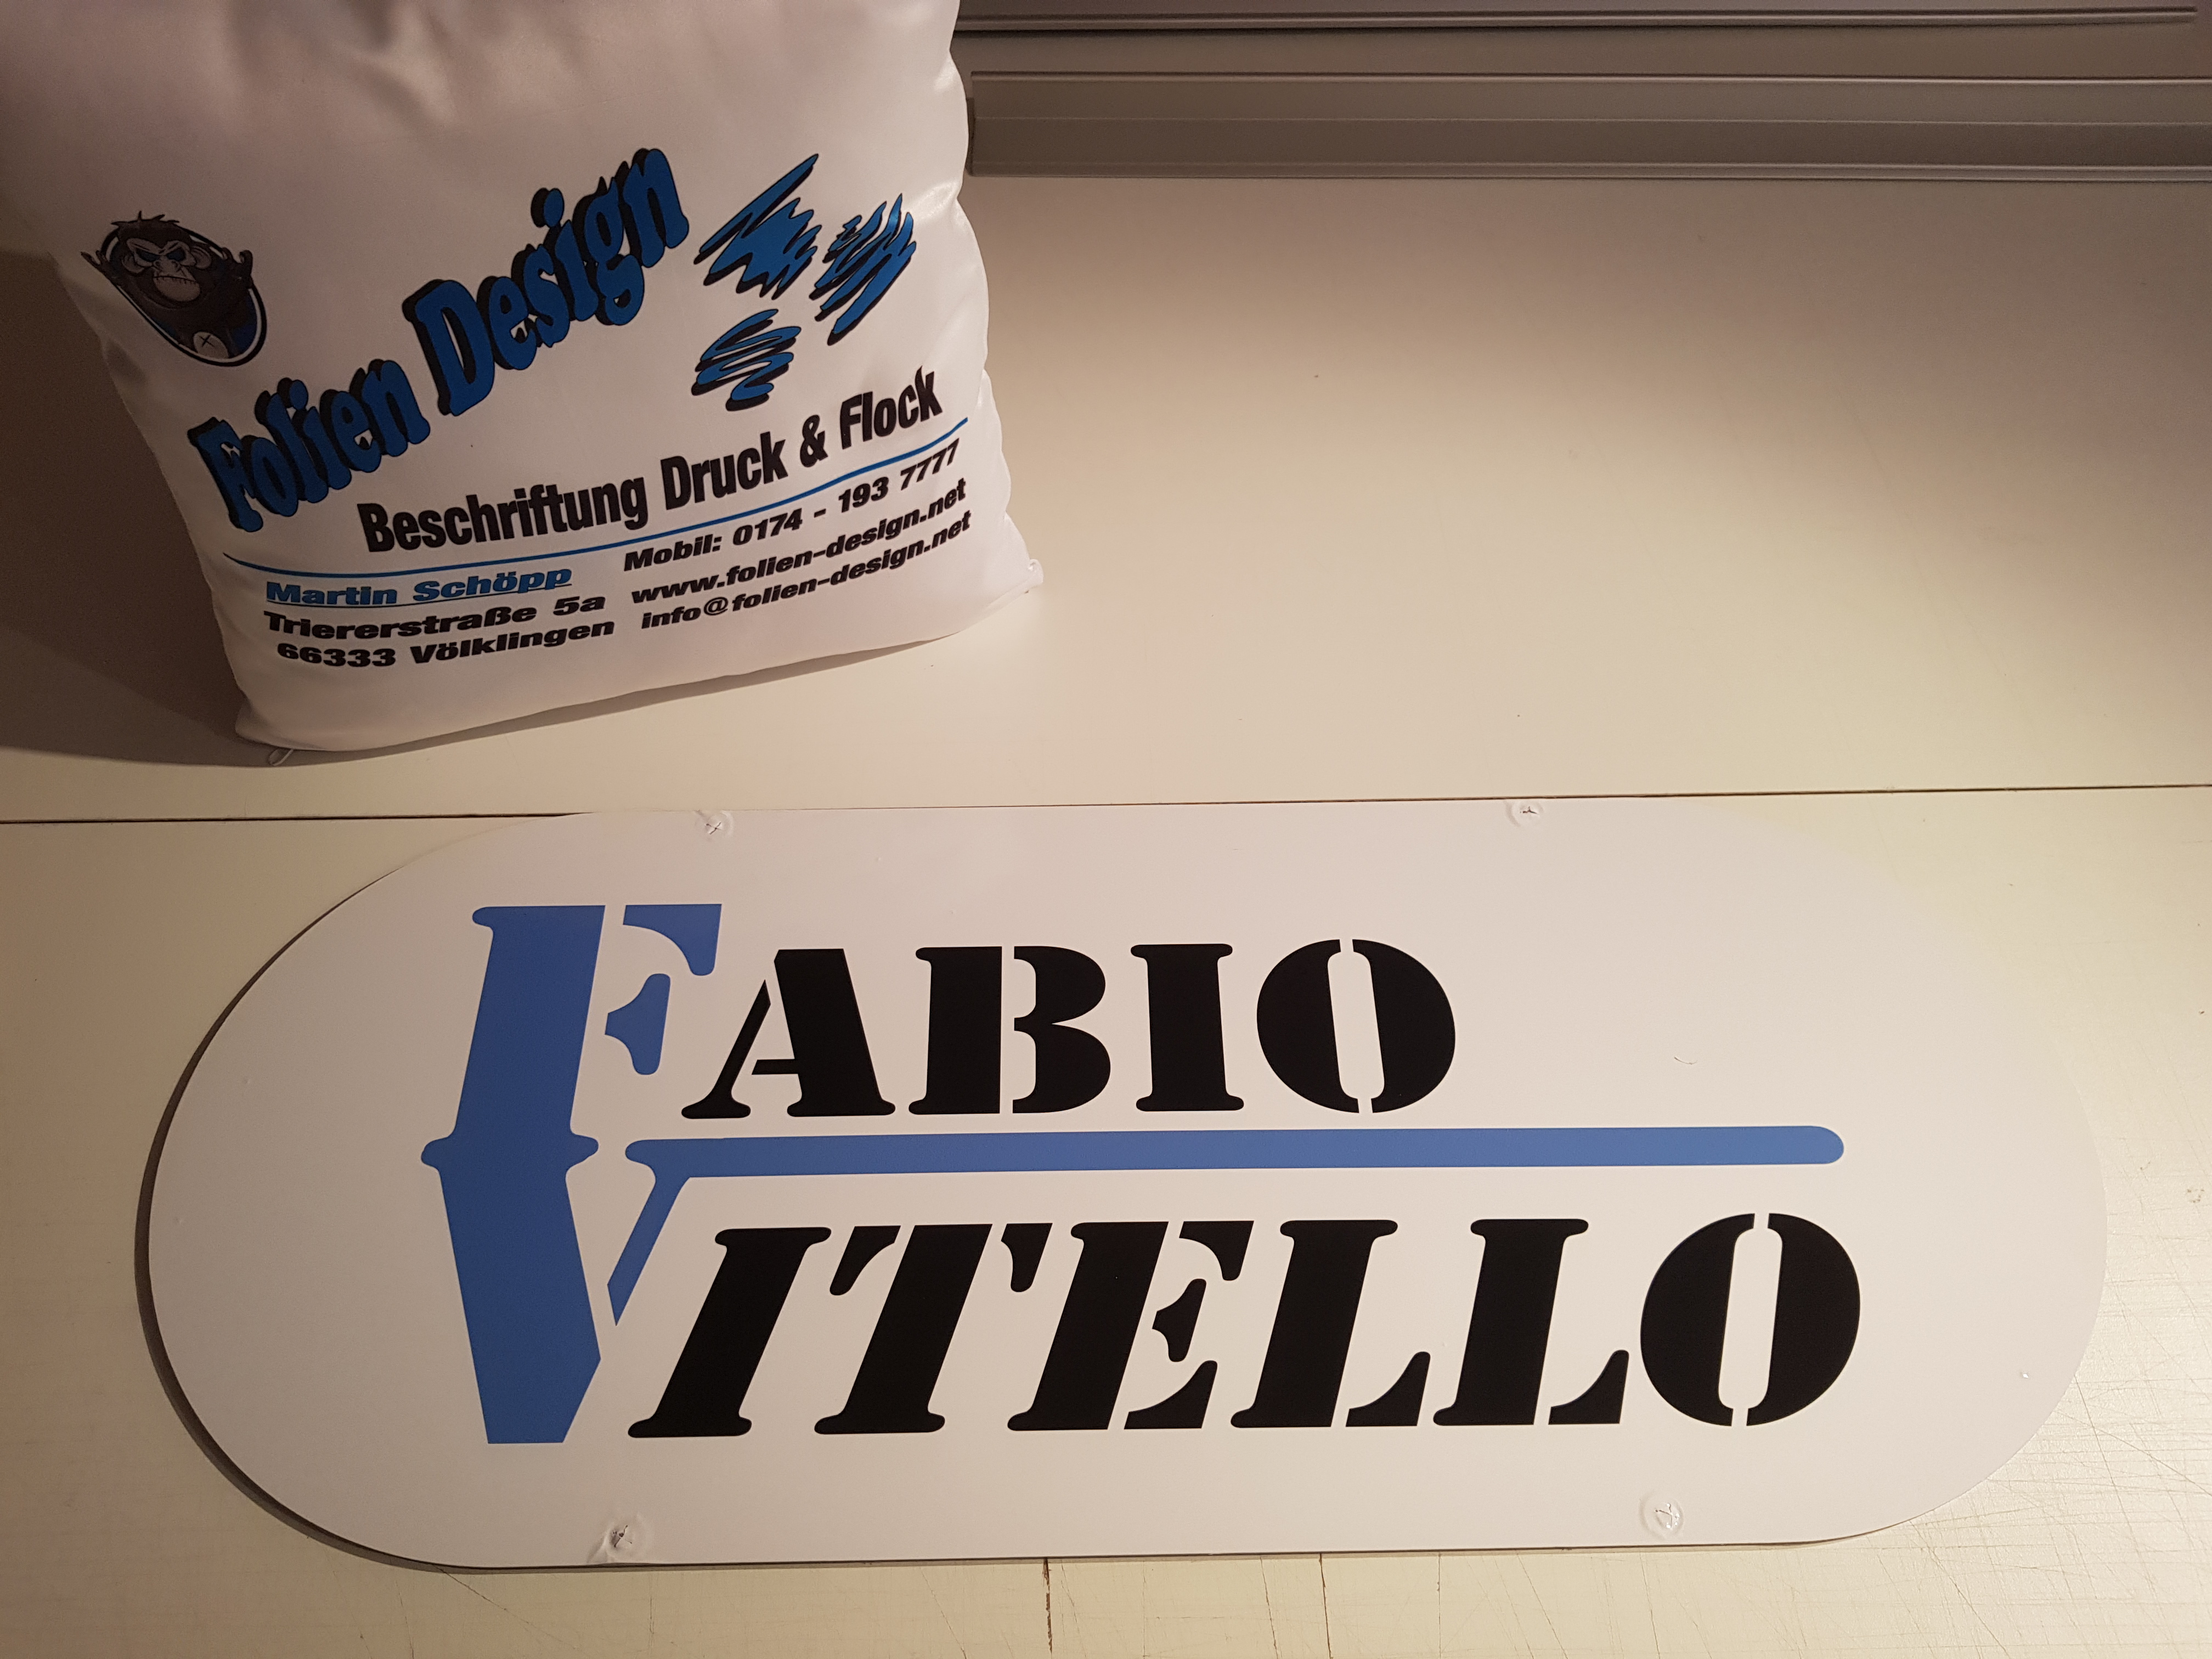 Folien Design
Beschriftung Druck & Flock
Martin Schöpp
Triererstraße 5a
66333 Völklingen
Mobil: 0174 - 193 7777
www.folien-design.net
info@folien-design.net
FABIO
VITELLO